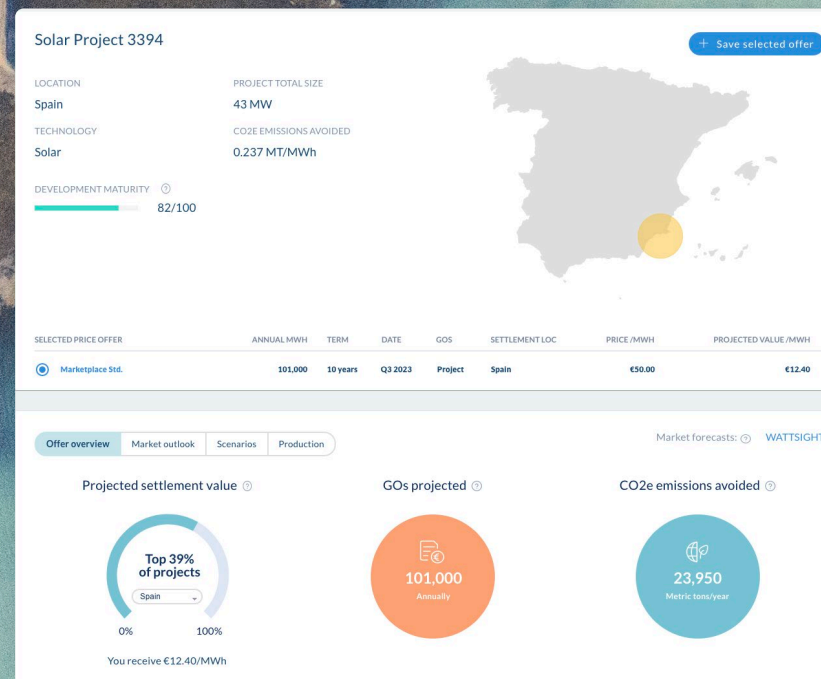 Solar Project 3394
+ Save selected offer
LOCATION
Spain
PROJECT TOTAL SIZE
43 MW
TECHNOLOGY
Solar
CO2E EMISSIONS AVOIDED
0.237 MT/MWh
DEVELOPMENT MATURITY ?
82/100
SELECTED PRICE OFFER ANNUAL MWH TERM DATE GOS SETTLEMENT LOC PRICE /MWH PROJECTED VALUE /MWH
Marketplace Std. 101,000 10 years Q3 2023 Project Spain €50.00 €12.40
Offer overview Market outlook Scenarios Production
Market forecasts: ? WATTSIGHT
Projected settlement value ?
Top 39%
of projects
Spain
0% 100%
You receive €12.40/MWh
GOs projected ?
101,000
Annually
CO2e emissions avoided ?
23,950
Metric tons/year